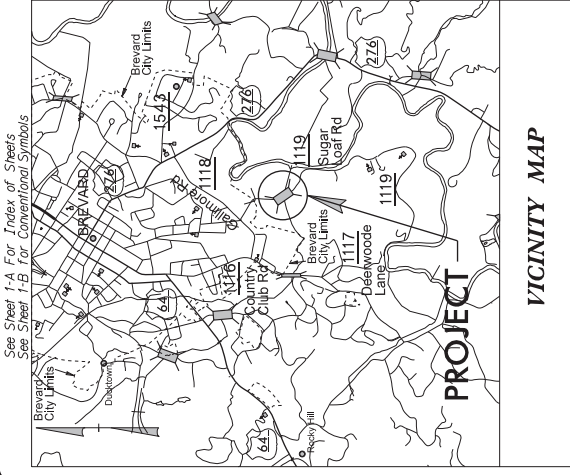 See Sheet 1-A For Index of Sheets
See Sheet 1-B for Conventional Symbols
Brevard
City Limits
Ducktown
64
64
Rocky Hill
BREVARD
276
Brevard
City Limits
1543
276
276
Gallimore Rd
1118
1116
Country
Club Rd
1119
Sugar
Loaf Rd
Brevard
City Limits
1117
Deerwoode
Lane
1119
PROJECT
VICINITY MAP